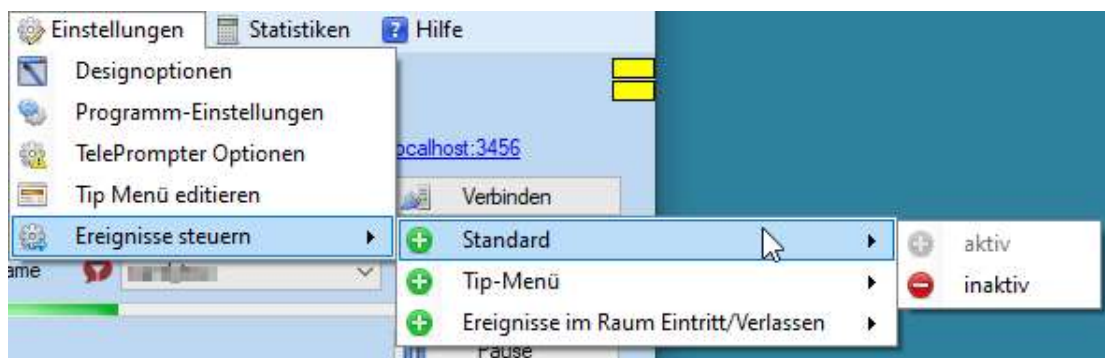 Einstellungen Statistiken Hilfe
Designoptionen
Programm-Einstellungen
TelePrompter Optionen
ocalhost:3456
Tip Menü editieren
Verbinden
Ereignisse steuern
Standard
aktiv
ame
Tip-Menü
inaktiv
Ereignisse im Raum Eintritt/Verlassen
Pause